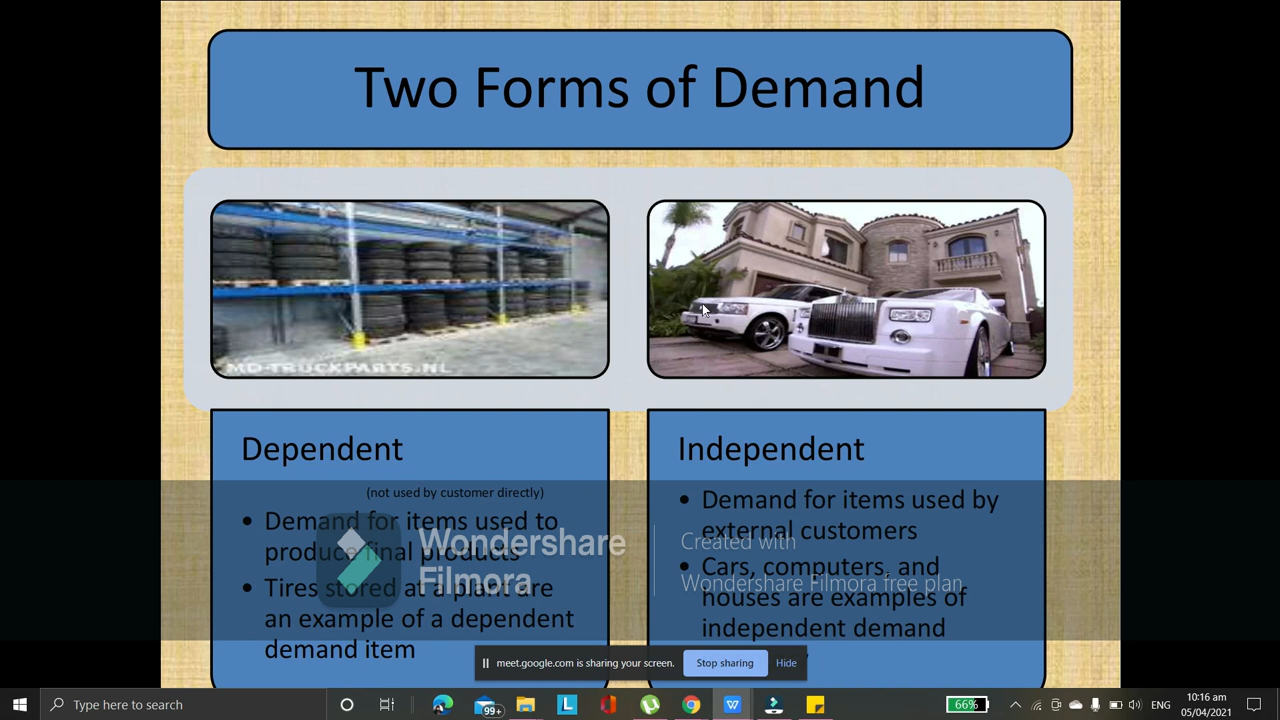 Two Forms of Demand
MD-TRUCKPARTS.NL
Dependent
(not used by customer directly)
• Demand for items used to
produce final products
• Tires stored at a plant are
an example of a dependent
demand item
Independent
• Demand for items used by
external customers
• Cars, computers, and
houses are examples of
independent demand
Wondershare
Filmora
Created with
Wondershare Filmora free plan
meet.google.com is sharing your screen.
Stop sharing
Hide
Type here to search
99+
L
W
66%
ENG
10:16 am
05/04/2021